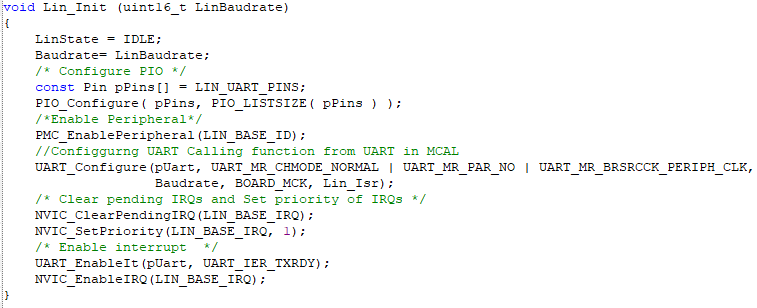 void Lin_Init (uint16_t LinBaudrate)
{
LinState = IDLE;
Baudrate= LinBaudrate;
/* Configure PIO */
const Pin pPins[] = LIN_UART_PINS;
PIO_Configure( pPins, PIO_LISTSIZE( pPins ) );
/*Enable Peripheral*/
PMC_EnablePeripheral(LIN_BASE_ID);
//Configgurng UART Calling function from UART in MCAL
UART_Configure(pUart, UART_MR_CHMODE_NORMAL | UART_MR_PAR_NO | UART_MR_BRSRCCK_PERIPH_CLK,
Baudrate, BOARD_MCK, Lin_Isr);
/* Clear pending IRQs and Set priority of IRQs */
NVIC_ClearPendingIRQ(LIN_BASE_IRQ);
NVIC_SetPriority(LIN_BASE_IRQ, 1);
/* Enable interrupt  */
UART_EnableIt(pUart, UART_IER_TXRDY);
NVIC_EnableIRQ(LIN_BASE_IRQ);
}